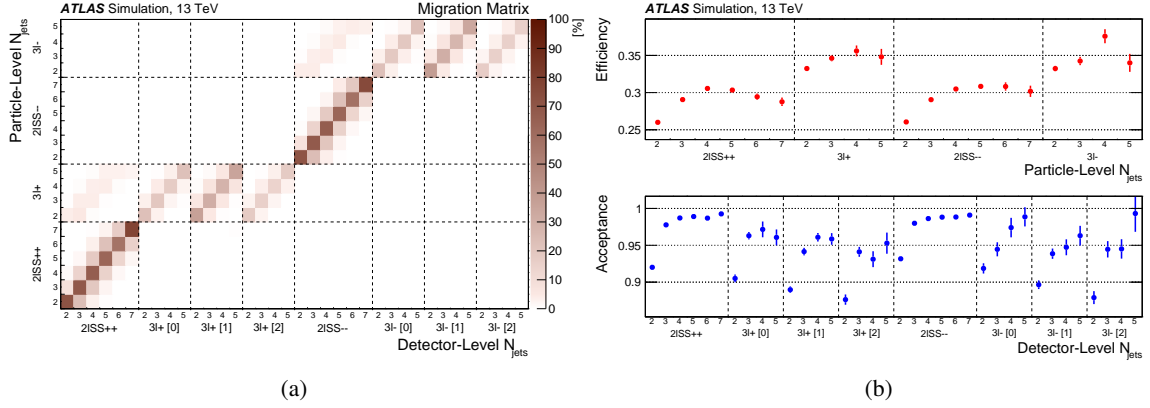 ATLAS Simulation, 13 TeV
Migration Matrix
Particle-Level N_jets
2lSS++ 3l+ 2lSS-- 3l-
2 3 4 5 6 7 2 3 4 5 2 3 4 5 6 7 2 3 4 5
100
90
80
70
60
50
40
30
20
10
0
[%]
2 3 4 5 6 7 2 3 4 5 2 3 4 5 2 3 4 5 2 3 4 5 6 7 2 3 4 5 2 3 4 5 2 3 4 5
2lSS++ 3l+ [0] 3l+ [1] 3l+ [2] 2lSS-- 3l- [0] 3l- [1] 3l- [2]
Detector-Level N_jets
(a)
ATLAS Simulation, 13 TeV
Efficiency
0.35
0.3
0.25
2 3 4 5 6 7 2 3 4 5 2 3 4 5 6 7 2 3 4 5
2lSS++ 3l+ 2lSS-- 3l-
Particle-Level N_jets
Acceptance
1
0.95
0.9
2 3 4 5 6 7 2 3 4 5 2 3 4 5 2 3 4 5 2 3 4 5 6 7 2 3 4 5 2 3 4 5 2 3 4 5
2lSS++ 3l+ [0] 3l+ [1] 3l+ [2] 2lSS-- 3l- [0] 3l- [1] 3l- [2]
Detector-Level N_jets
(b)